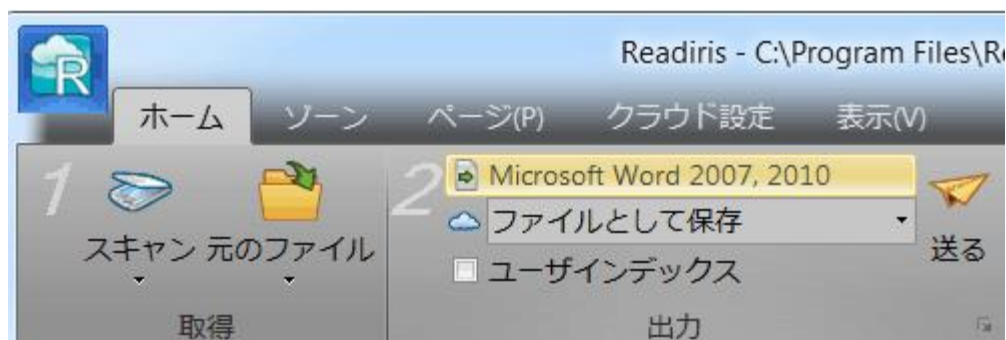 Readiris - C:\Program Files\R
ホーム ゾーン ページ(P) クラウド設定 表示(V)
1 スキャン 元のファイル
取得
2 Microsoft Word 2007, 2010
ファイルとして保存
ユーザインデックス
送る
出力